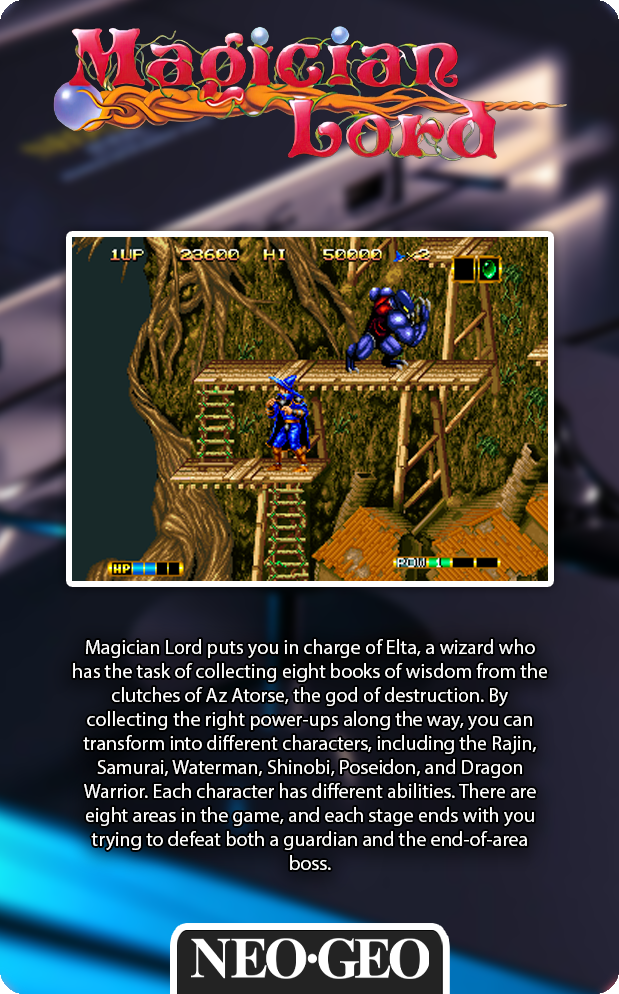 Magician
Lord
1UP 23600 HI 50000 x2
HP POW 1
Magician Lord puts you in charge of Elta, a wizard who
has the task of collecting eight books of wisdom from the
clutches of Az Atorse, the god of destruction. By
collecting the right power-ups along the way, you can
transform into different characters, including the Rajin,
Samurai, Waterman, Shinobi, Poseidon, and Dragon
Warrior. Each character has different abilities. There are
eight areas in the game, and each stage ends with you
trying to defeat both a guardian and the end-of-area
boss.
NEO·GEO